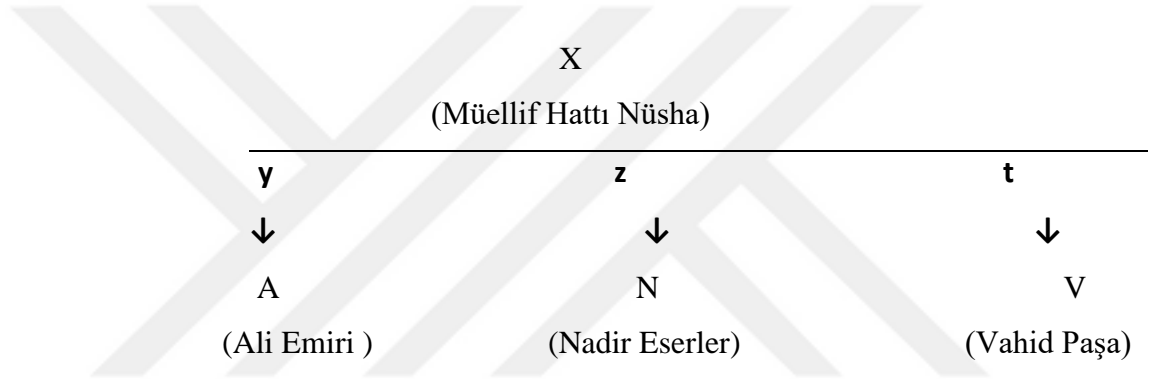 X
(Müellif Hattı Nüsha)
y z t
↓ ↓ ↓
A N V
(Ali Emiri ) (Nadir Eserler) (Vahid Paşa)